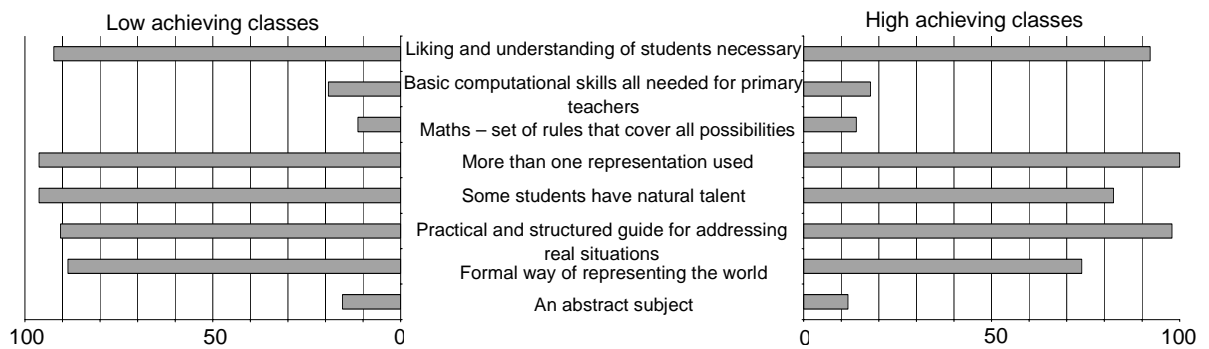 Low achieving classes
High achieving classes
Liking and understanding of students necessary
Basic computational skills all needed for primary
teachers
Maths – set of rules that cover all possibilities
More than one representation used
Some students have natural talent
Practical and structured guide for addressing
real situations
Formal way of representing the world
An abstract subject
100 50 0
0 50 100